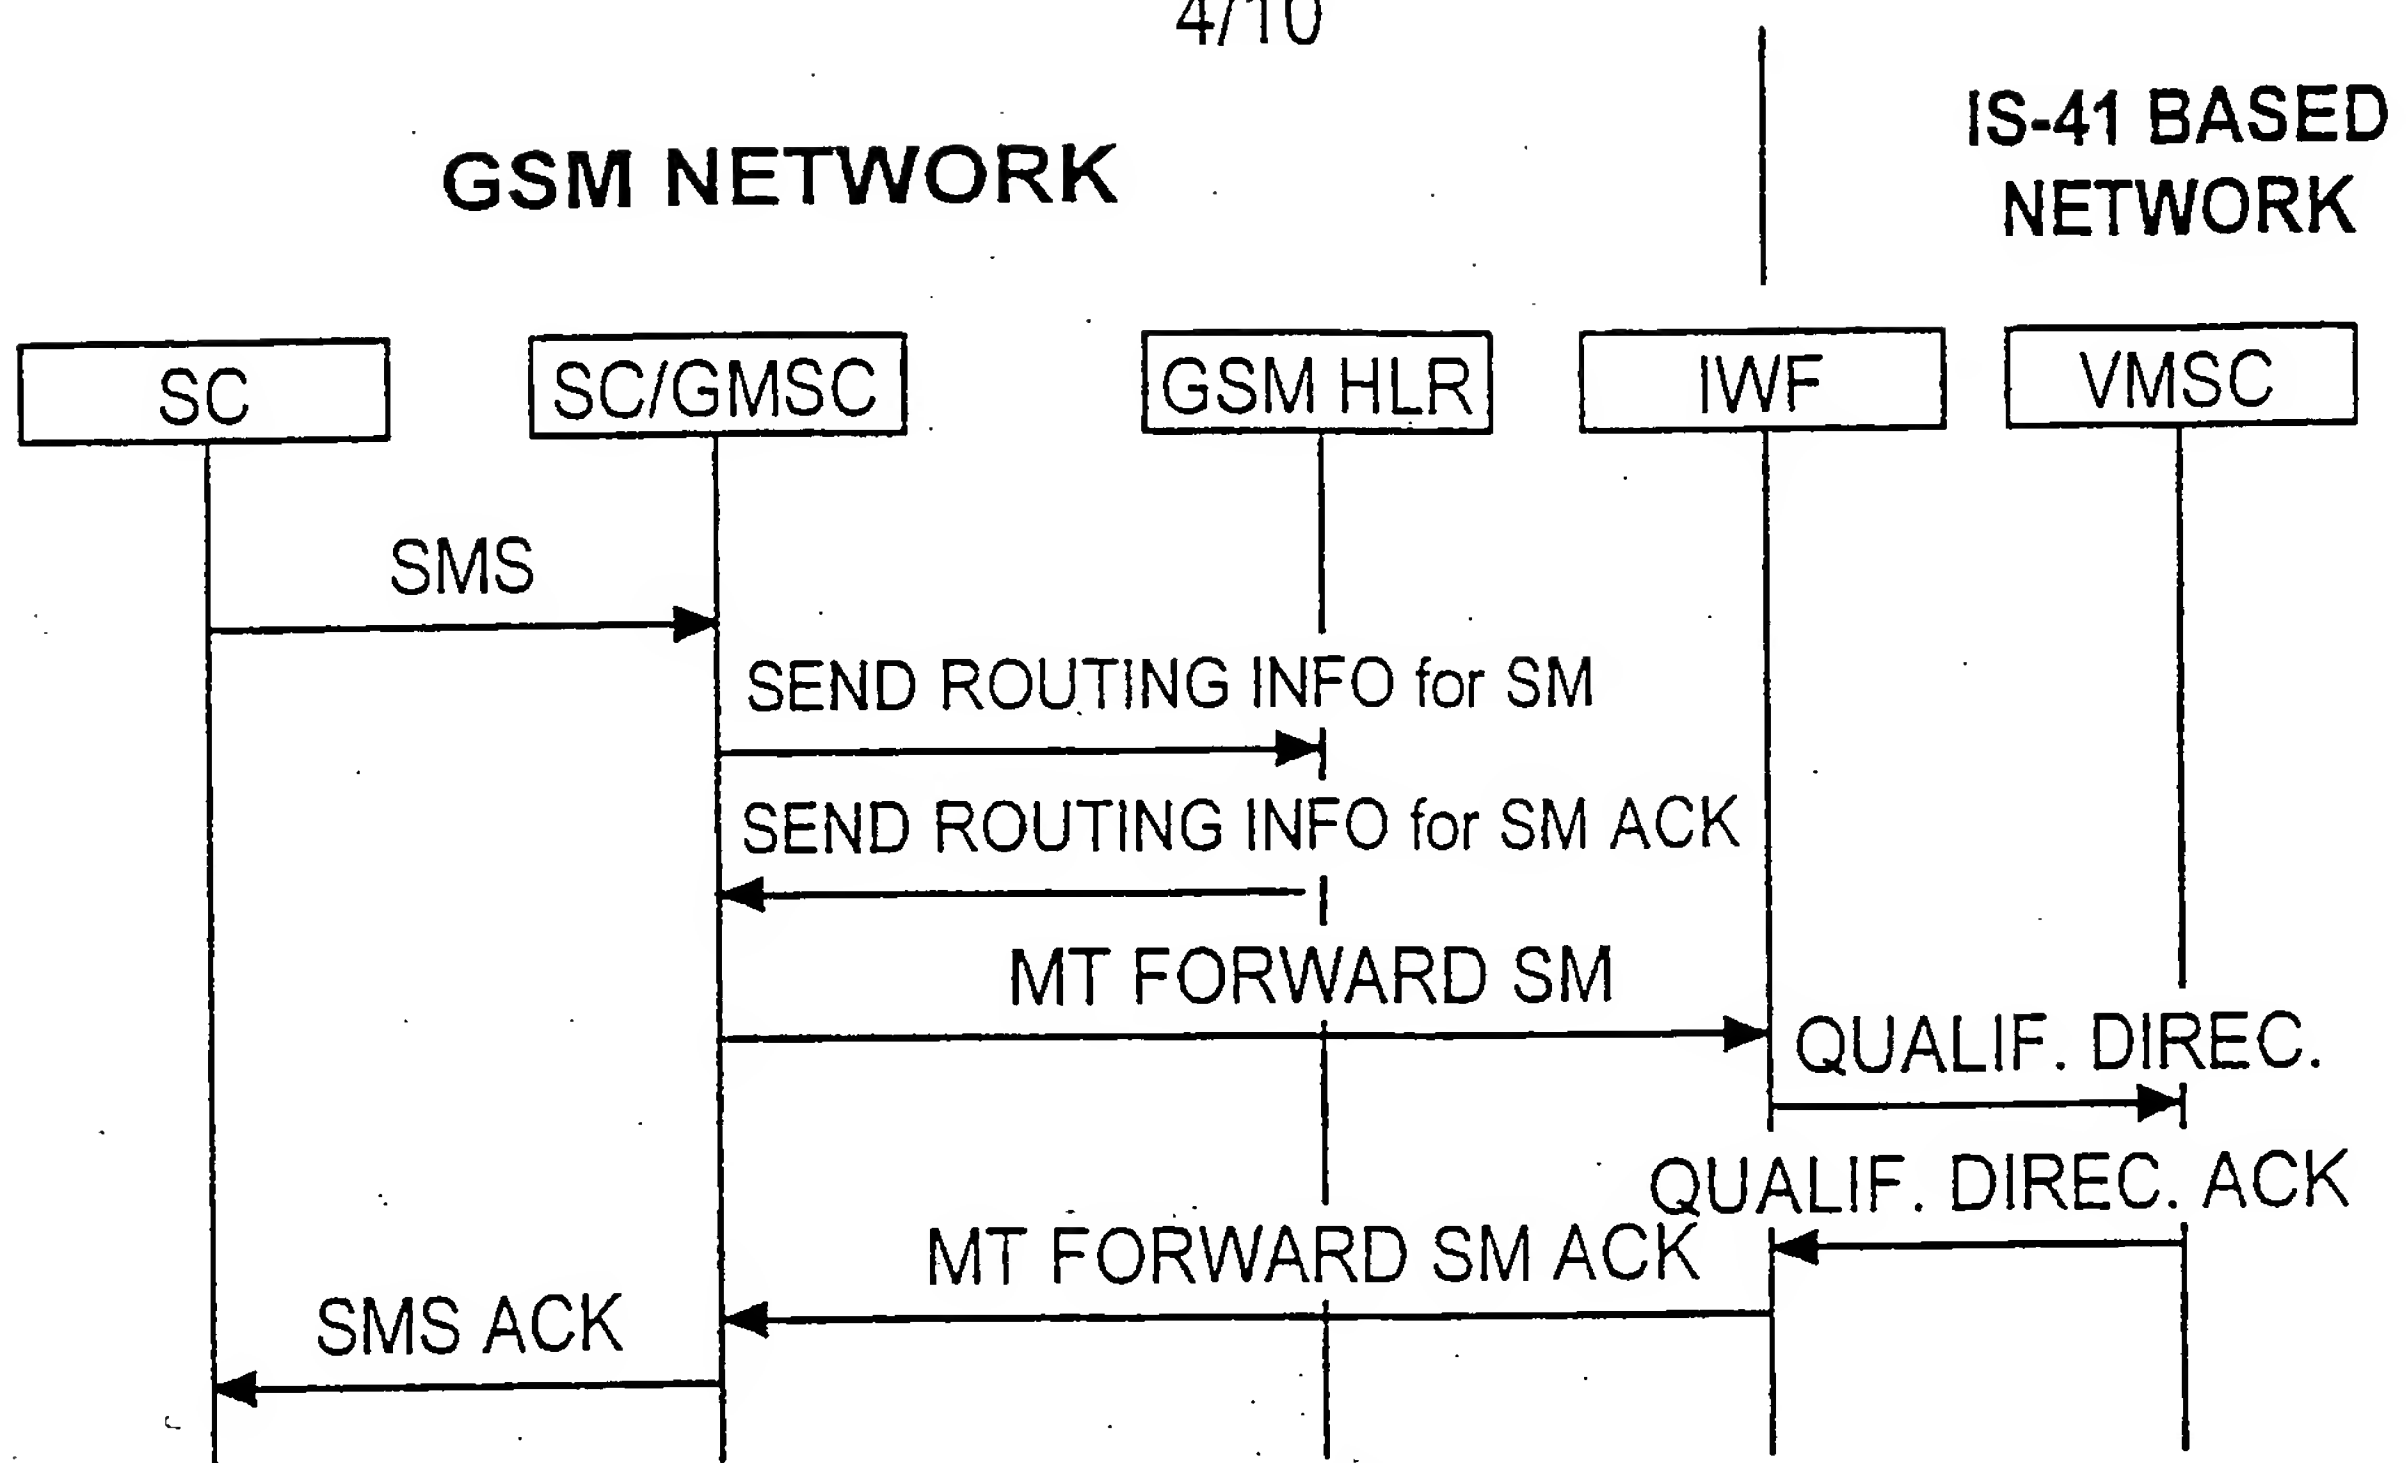 4/10
GSM NETWORK
IS-41 BASED
NETWORK
SC
SC/GMSC
GSM HLR
IWF
VMSC
SMS
SEND ROUTING INFO for SM
SEND ROUTING INFO for SM ACK
MT FORWARD SM
QUALIF. DIREC.
QUALIF. DIREC. ACK
MT FORWARD SM ACK
SMS ACK